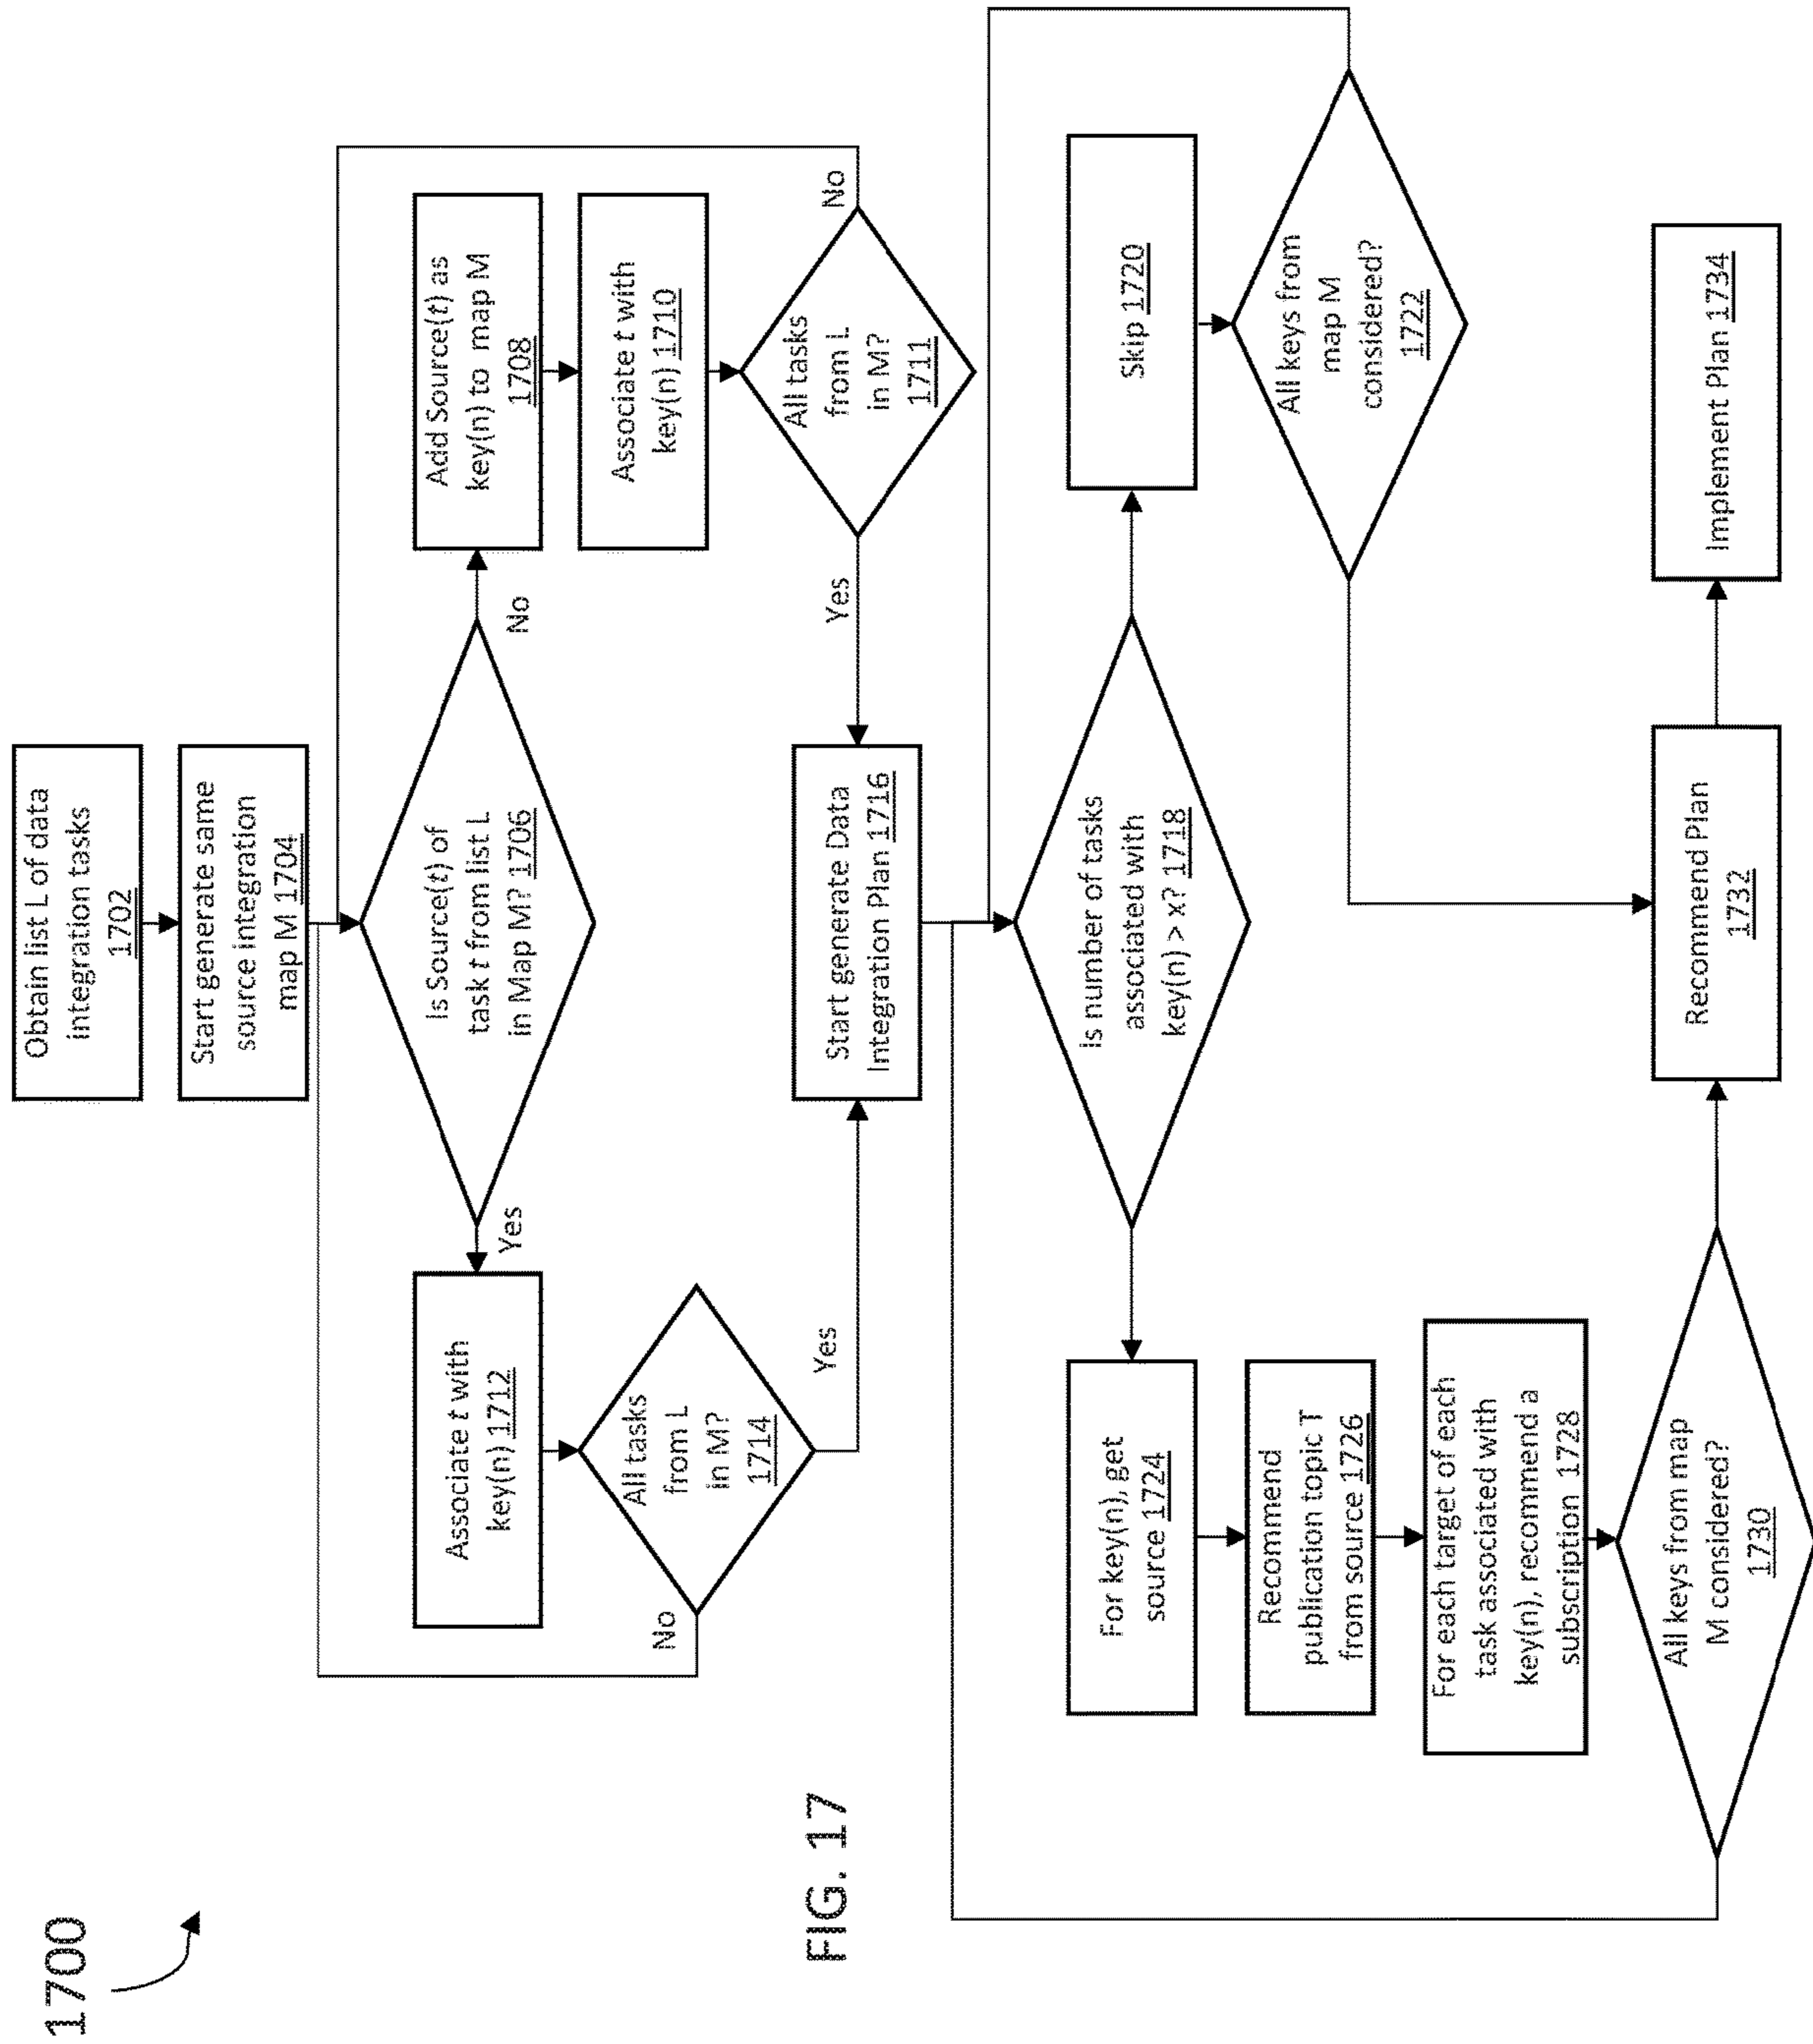 1700
Obtain list L of data
integration tasks
1702
Start generate same
source integration
map M 1704
Is Source(t) of
task t from list L
in Map M? 1706
No
Add Source(t) as
key(n) to map M
1708
Associate t with
key(n) 1710
All tasks
from L
in M?
1711
No
Yes
Yes
Associate t with
key(n) 1712
All tasks
from L
in M?
1714
No
Yes
Start generate Data
Integration Plan 1716
FIG. 17
Is number of tasks
associated with
key(n) > x? 1718
Skip 1720
All keys from
map M
considered?
1722
For key(n), get
source 1724
Recommend
publication topic T
from source 1726
For each target of each
task associated with
key(n), recommend a
subscription 1728
All keys from map
M considered?
1730
Recommend Plan
1732
Implement Plan 1734